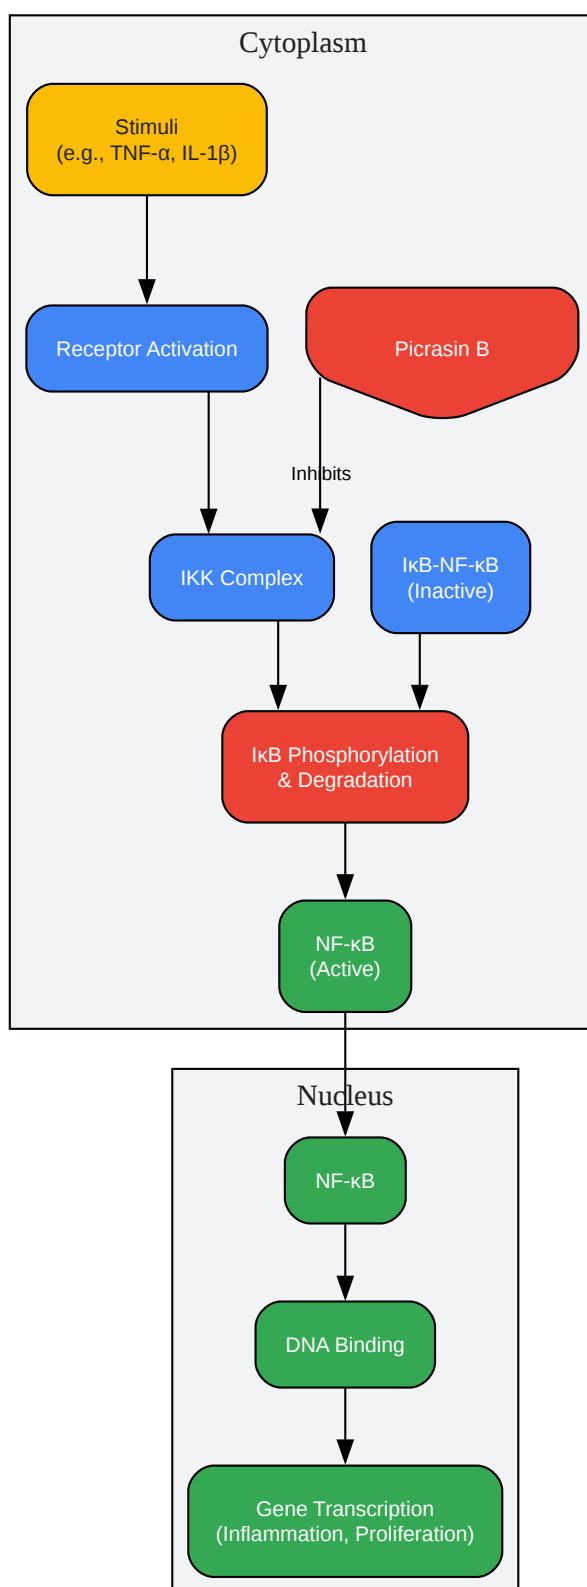 Cytoplasm
Stimuli
(e.g., TNF-α, IL-1β)
Receptor Activation
Picrasin B
Inhibits
IKK Complex
IκB-NF-κB
(Inactive)
IκB Phosphorylation
& Degradation
NF-κB
(Active)
Nucleus
NF-κB
DNA Binding
Gene Transcription
(Inflammation, Proliferation)